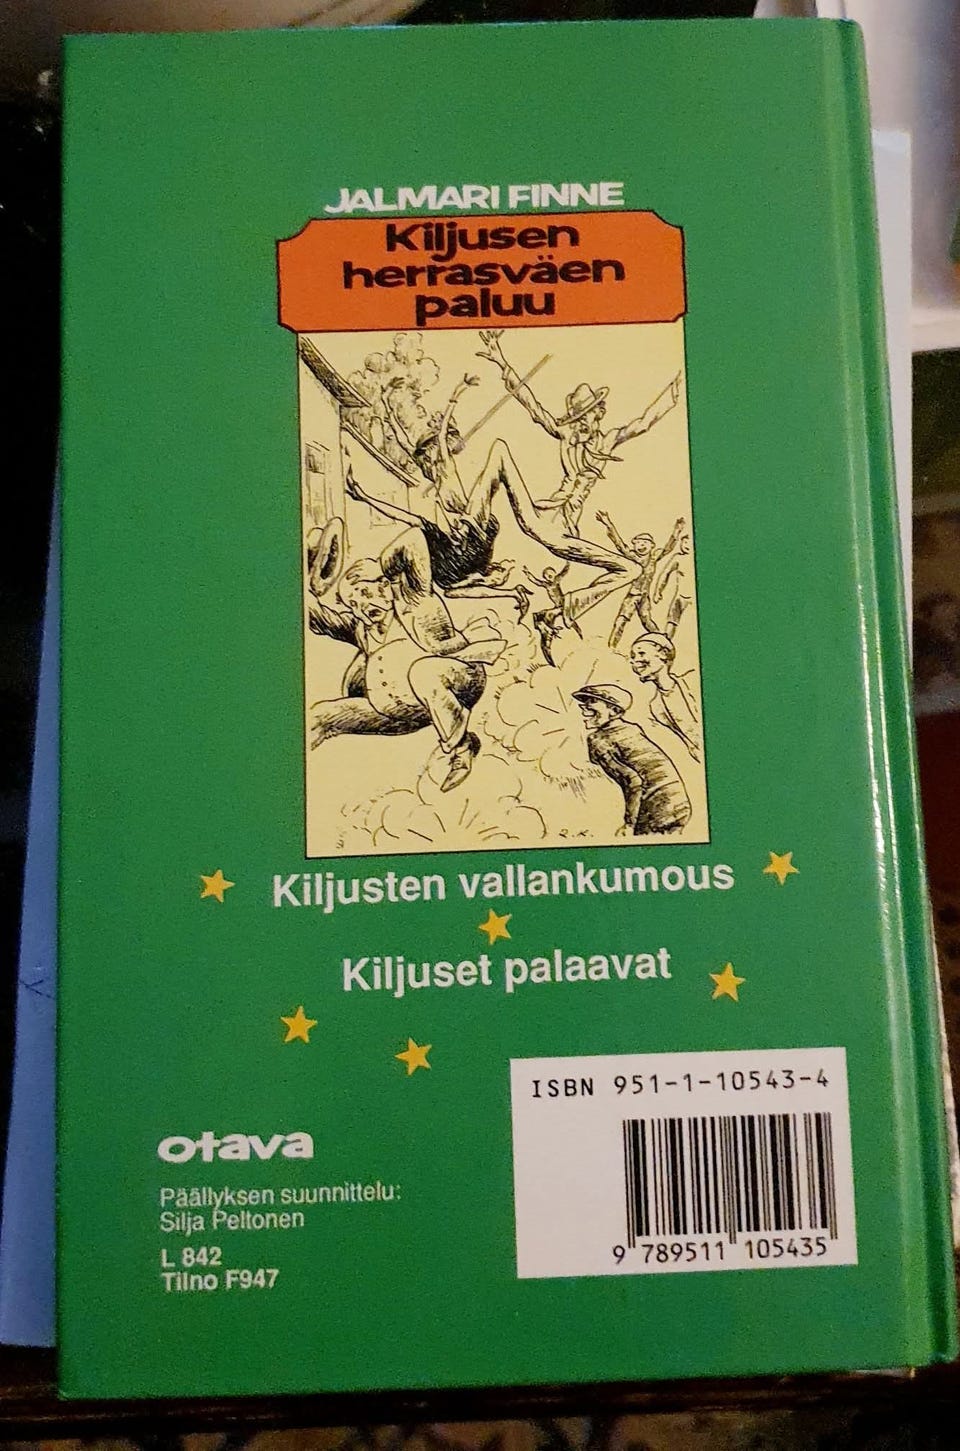 JALMARI FINNE
Kiljusen
herrasväen
paluu
R.K.
Kiljusten vallankumous
Kiljuset palaavat
otava
Päällyksen suunnittelu:
Silja Peltonen
L 842
Tilno F947
ISBN 951-1-10543-4
9 789511 105435